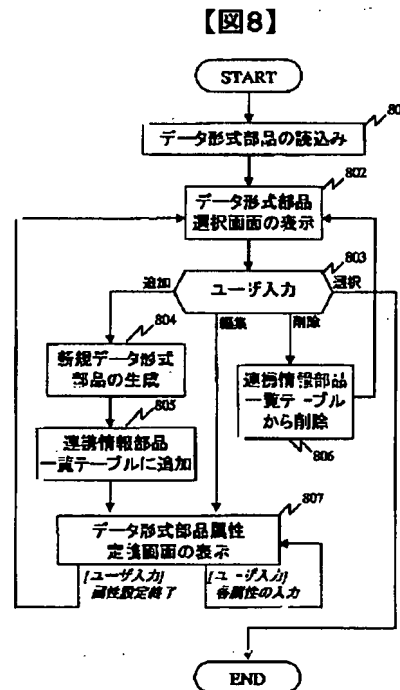 【図8】
START
データ形式部品の読込み
802
データ形式部品
選択画面の表示
803
ユーザ入力
追加
選択
編集
削除
804
新規データ形式
部品の生成
805
連携情報部品
一覧テーブルに追加
連携情報部品
一覧テーブル
から削除
806
807
データ形式部品属性
定義画面の表示
[ユーザ入力]
属性設定終了
[ユーザ入力]
各属性の入力
END